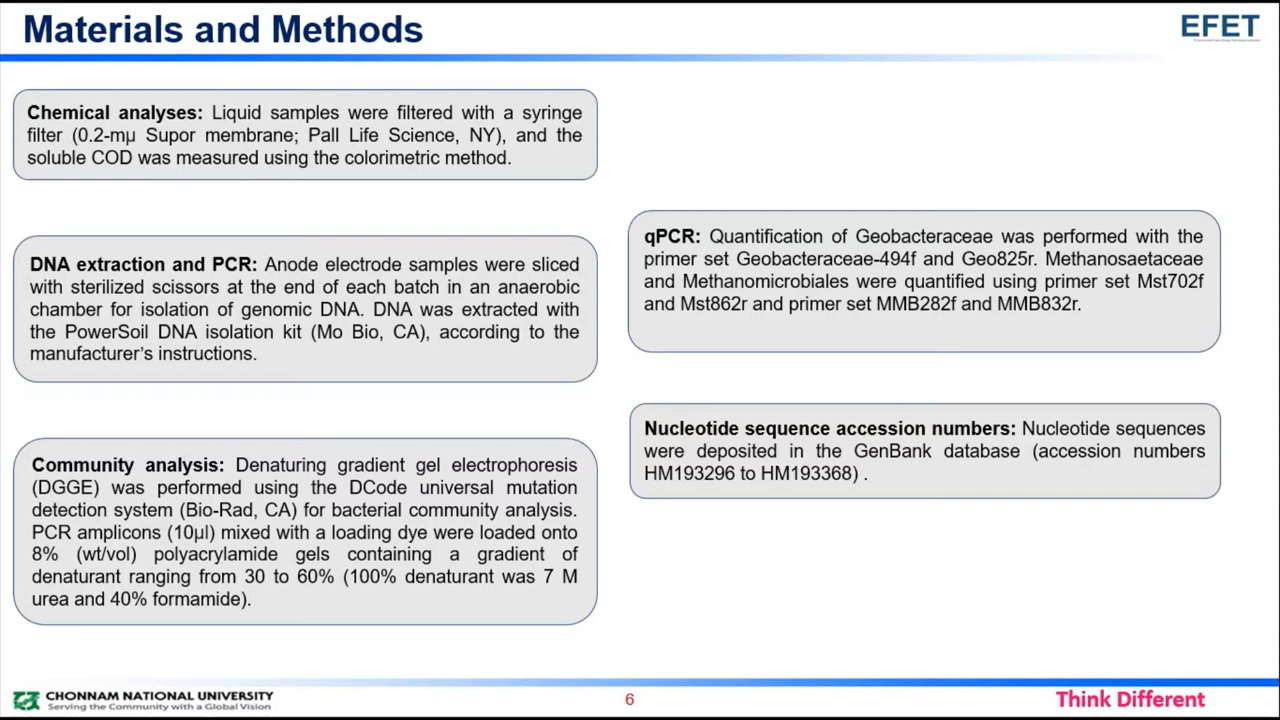 Materials and Methods
EFET
Chemical analyses: Liquid samples were filtered with a syringe
filter (0.2-mµ Supor membrane; Pall Life Science, NY), and the
soluble COD was measured using the colorimetric method.
DNA extraction and PCR: Anode electrode samples were sliced
with sterilized scissors at the end of each batch in an anaerobic
chamber for isolation of genomic DNA. DNA was extracted with
the PowerSoil DNA isolation kit (Mo Bio, CA), according to the
manufacturer's instructions.
Community analysis: Denaturing gradient gel electrophoresis
(DGGE) was performed using the DCode universal mutation
detection system (Bio-Rad, CA) for bacterial community analysis.
PCR amplicons (10µl) mixed with a loading dye were loaded onto
8% (wt/vol) polyacrylamide gels containing a gradient of
denaturant ranging from 30 to 60% (100% denaturant was 7 M
urea and 40% formamide).
qPCR: Quantification of Geobacteraceae was performed with the
primer set Geobacteraceae-494f and Geo825r. Methanosaetaceae
and Methanomicrobiales were quantified using primer set Mst702f
and Mst862r and primer set MMB282f and MMB832r.
Nucleotide sequence accession numbers: Nucleotide sequences
were deposited in the GenBank database (accession numbers
HM193296 to HM193368) .
CHONNAM NATIONAL UNIVERSITY
Serving the Community with a Global Vision
6
Think Different